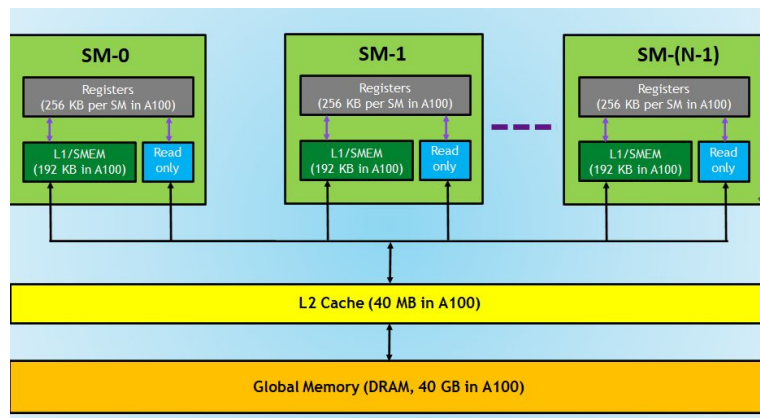 SM-0
Registers
(256 KB per SM in A100)
L1/SMEM
(192 KB in A100)
Read
only
SM-1
Registers
(256 KB per SM in A100)
L1/SMEM
(192 KB in A100)
Read
only
SM-(N-1)
Registers
(256 KB per SM in A100)
L1/SMEM
(192 KB in A100)
Read
only
L2 Cache (40 MB in A100)
Global Memory (DRAM, 40 GB in A100)